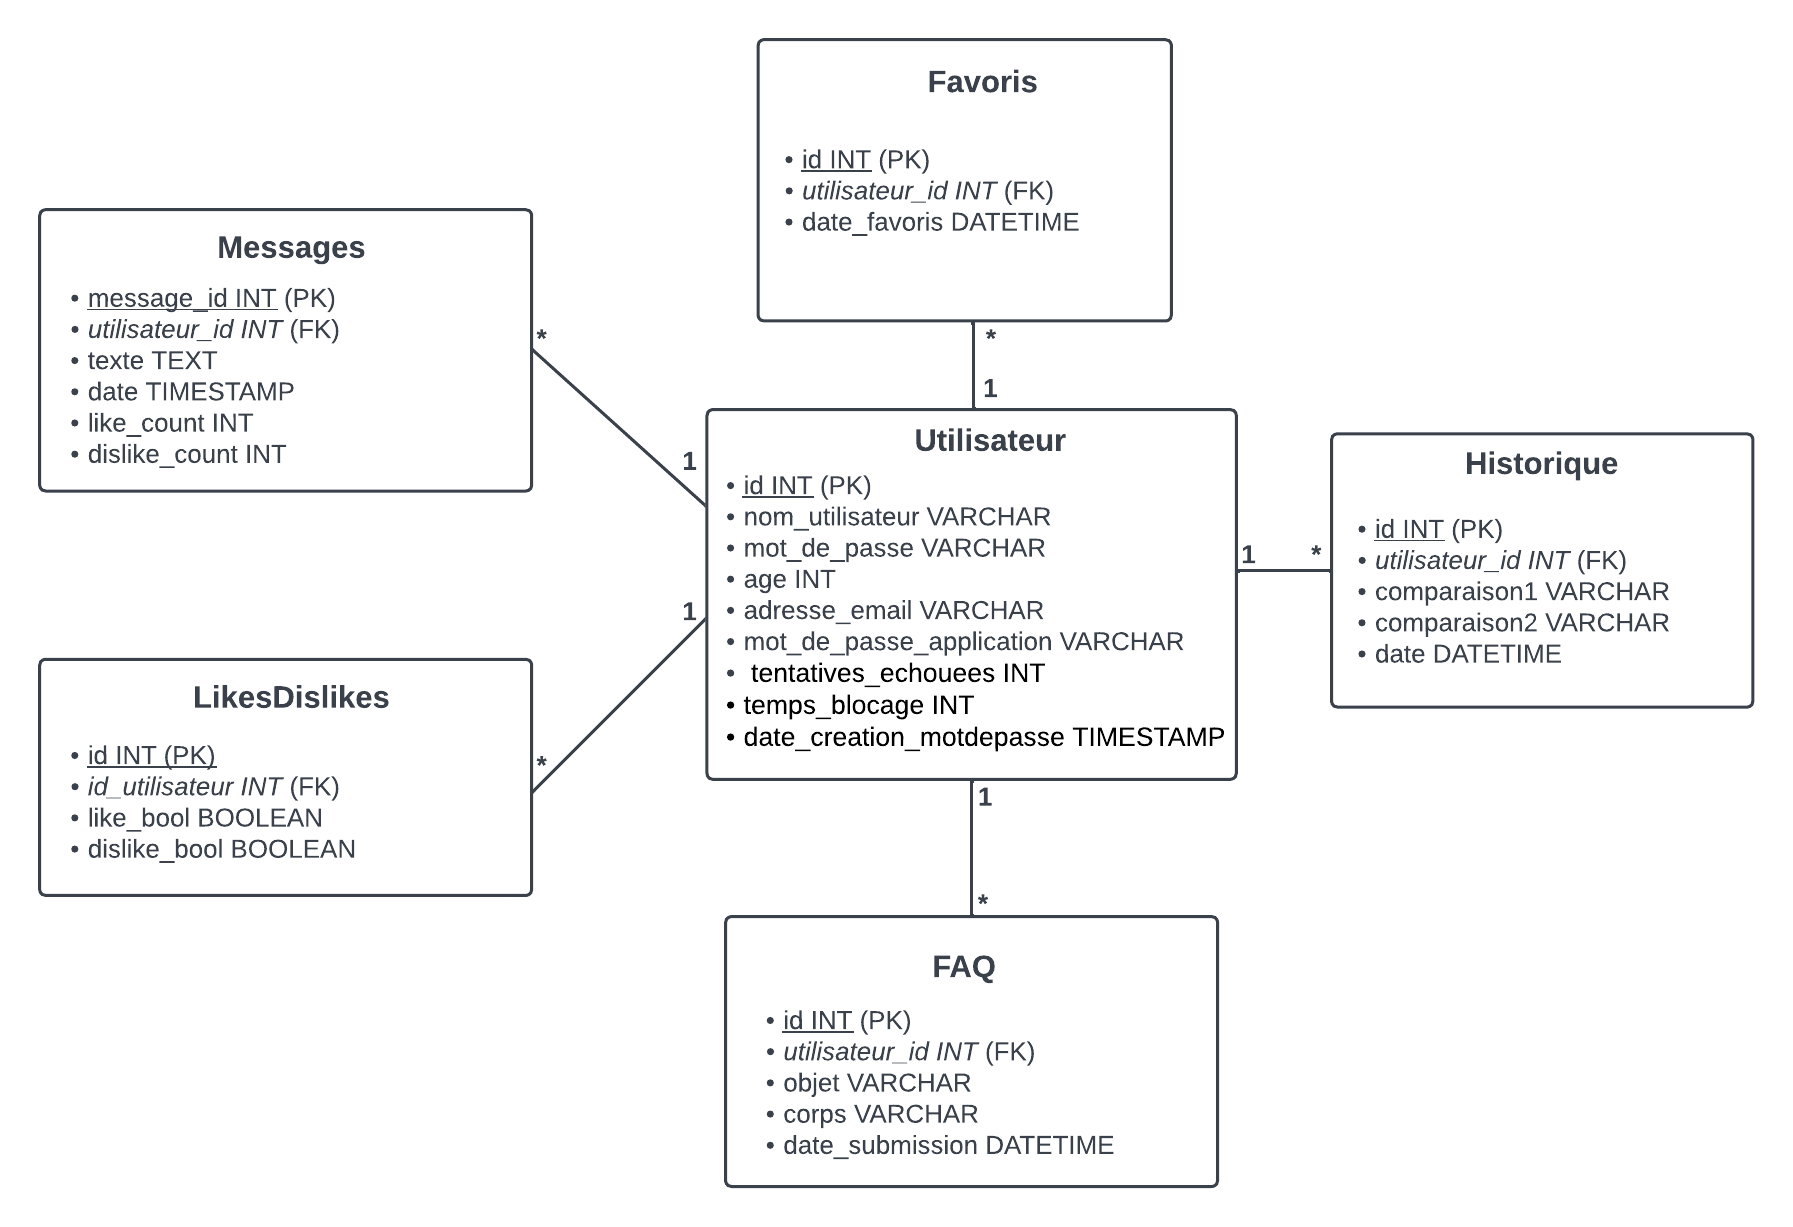 Favoris
• id INT (PK)
• utilisateur_id INT (FK)
• date_favoris DATETIME
*
1
Messages
• message_id INT (PK)
• utilisateur_id INT (FK)
• texte TEXT
• date TIMESTAMP
• like_count INT
• dislike_count INT
*
1
Utilisateur
• id INT (PK)
• nom_utilisateur VARCHAR
• mot_de_passe VARCHAR
• age INT
• adresse_email VARCHAR
• mot_de_passe_application VARCHAR
• tentatives_echouees INT
• temps_blocage INT
• date_creation_motdepasse TIMESTAMP
1 *
Historique
• id INT (PK)
• utilisateur_id INT (FK)
• comparaison1 VARCHAR
• comparaison2 VARCHAR
• date DATETIME
1
*
LikesDislikes
• id INT (PK)
• id_utilisateur INT (FK)
• like_bool BOOLEAN
• dislike_bool BOOLEAN
1
*
FAQ
• id INT (PK)
• utilisateur_id INT (FK)
• objet VARCHAR
• corps VARCHAR
• date_submission DATETIME